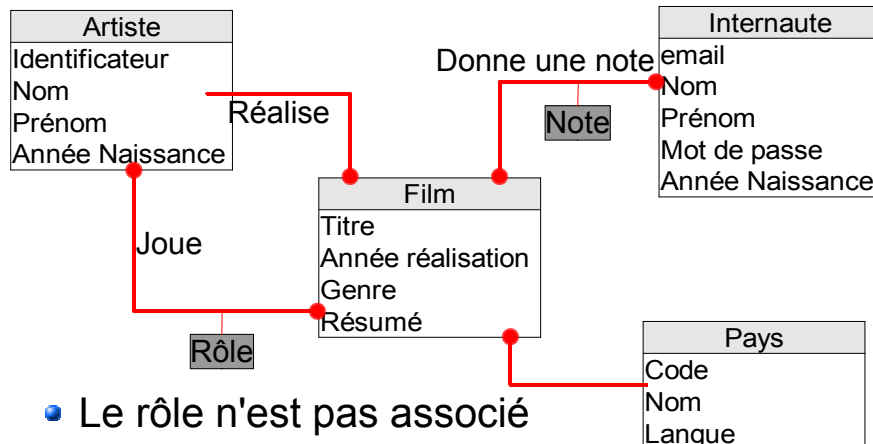 Artiste
Identificateur
Nom
Prénom
Année Naissance
Réalise
Joue
Rôle
Donne une note
Note
Internaute
email
Nom
Prénom
Mot de passe
Année Naissance
Film
Titre
Année réalisation
Genre
Résumé
Pays
Code
Nom
Langue
Le rôle n'est pas associé